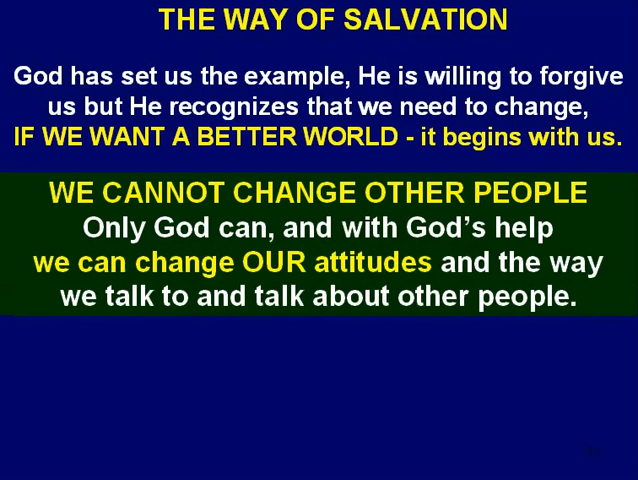 THE WAY OF SALVATION
God has set us the example, He is willing to forgive
us but He recognizes that we need to change,
IF WE WANT A BETTER WORLD - it begins with us.
WE CANNOT CHANGE OTHER PEOPLE
Only God can, and with God's help
we can change OUR attitudes and the way
we talk to and talk about other people.